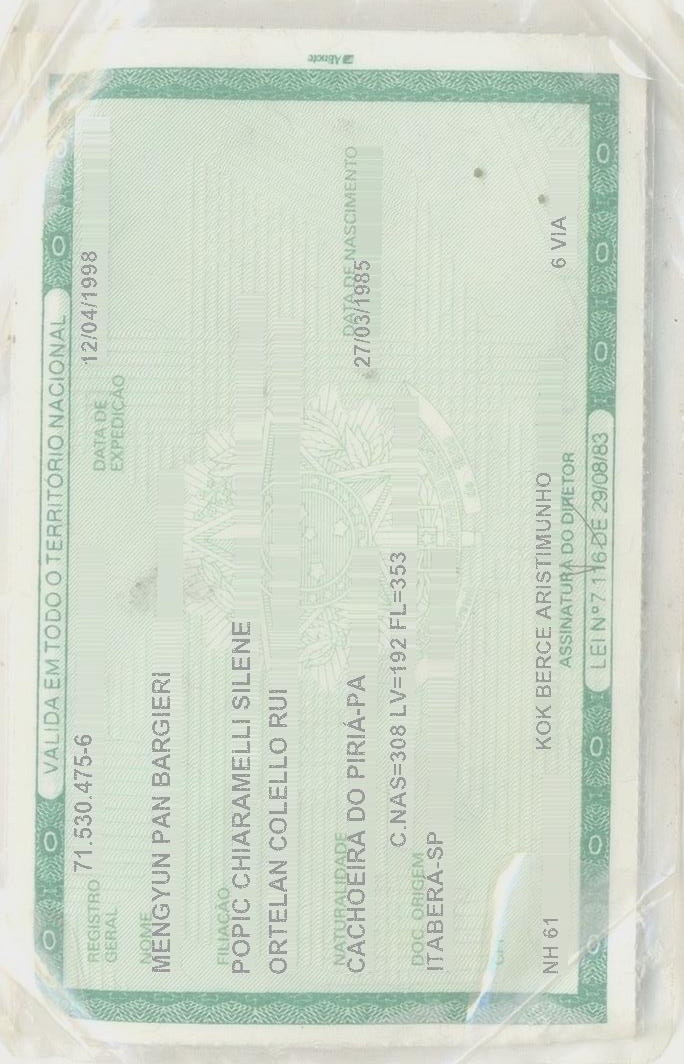 VALIDA EM TODO O TERRITÓRIO NACIONAL
REGISTRO GERAL 71.530.475-6 DATA DE EXPEDIÇÃO 12/04/1998
NOME
MENGYUN PAN BARGIERI
FILIAÇÃO
POPIC CHIARAMELLI SILENE
ORTELAN COLELLO RUI
NATURALIDADE DATA DE NASCIMENTO
CACHOEIRA DO PIRIÁ-PA 27/03/1985
DOC ORIGEM C.NAS=308 LV=192 FL=353
ITABERÁ-SP
KOK BERCE ARISTIMUNHO
NH 61 6 VIA
ASSINATURA DO DIRETOR
LEI Nº 7.116 DE 29/08/83